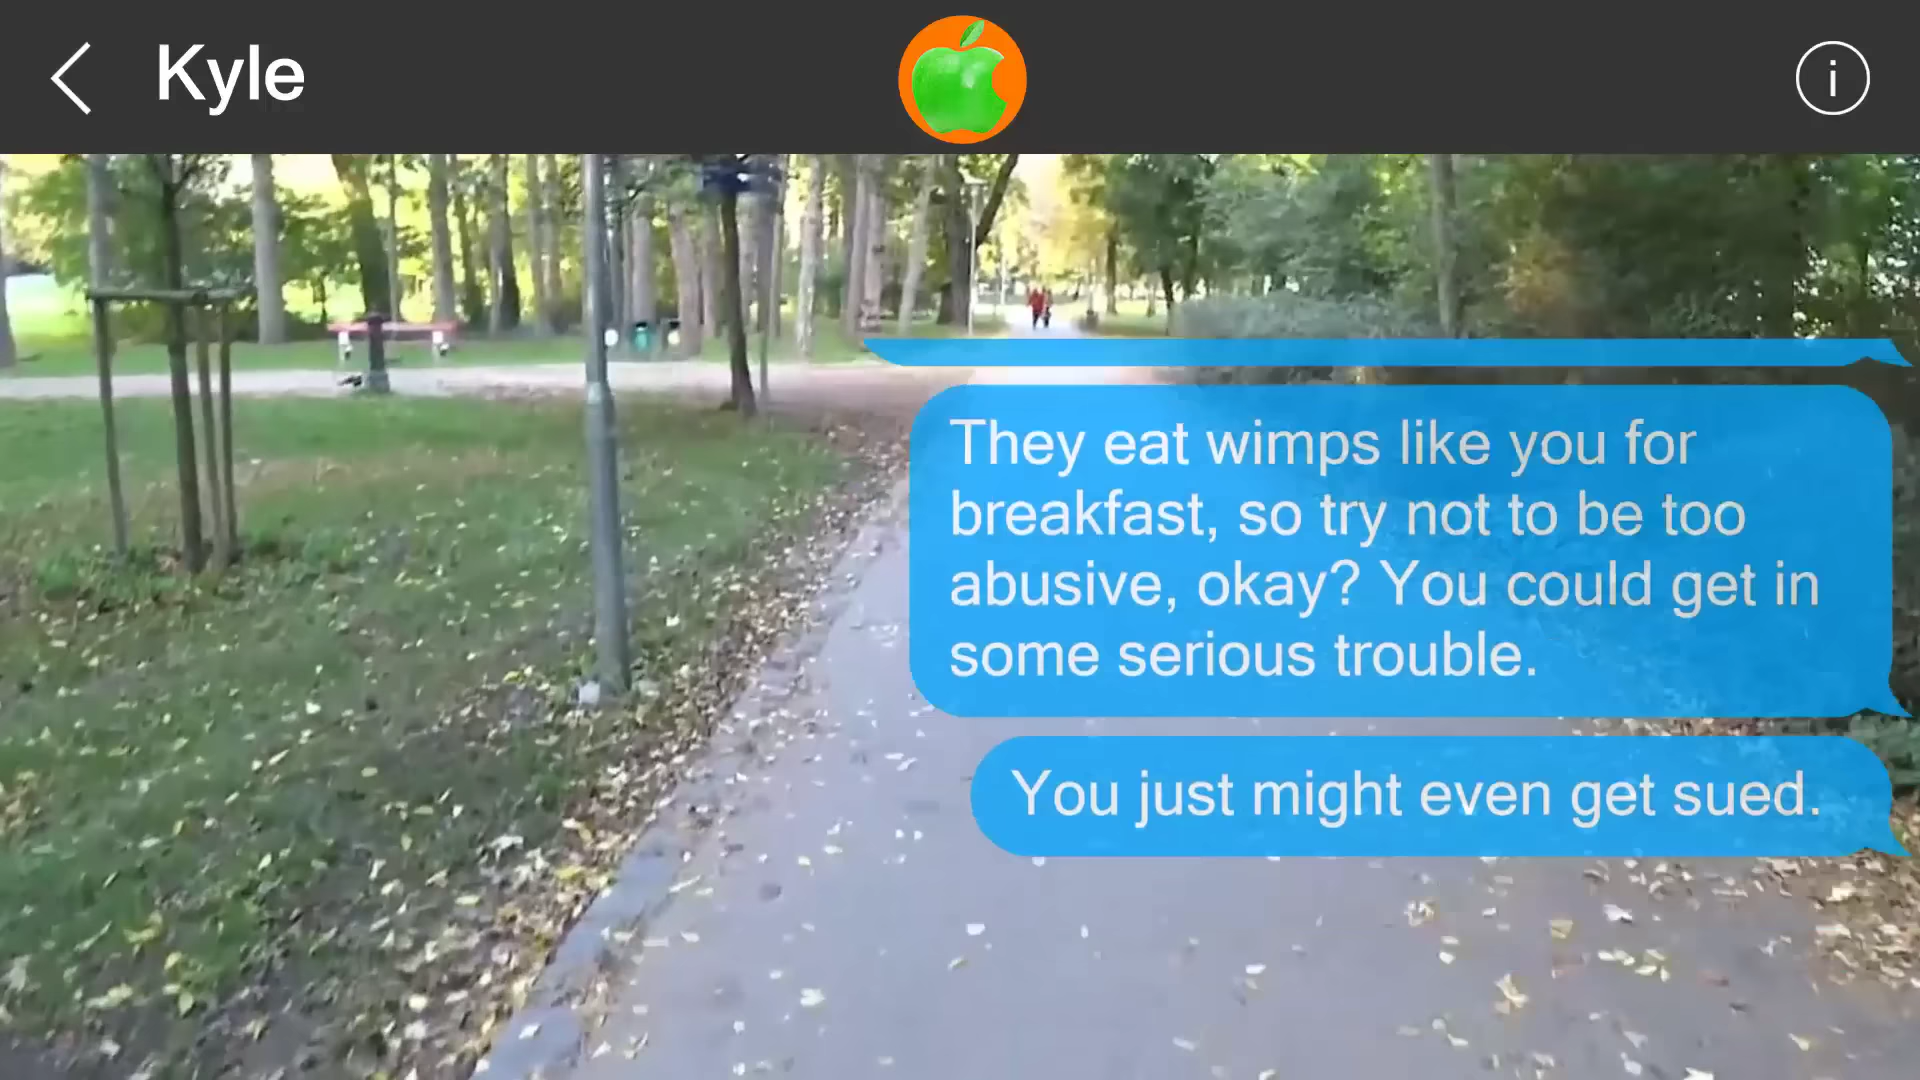 Kyle
They eat wimps like you for
breakfast, so try not to be too
abusive, okay? You could get in
some serious trouble.
You just might even get sued.